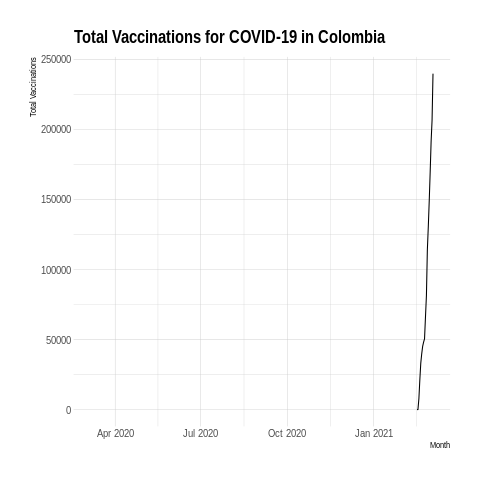 Total Vaccinations for COVID-19 in Colombia
Total Vaccinations
250000
200000
150000
100000
50000
0
Apr 2020 Jul 2020 Oct 2020 Jan 2021
Month